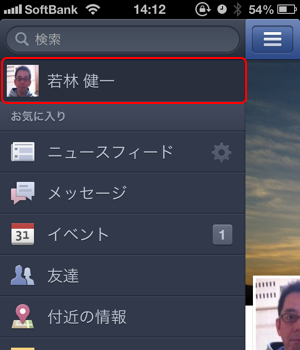 SoftBank 14:12 54%
検索
若林 健一
お気に入り
ニュースフィード
メッセージ
31 イベント 1
友達
付近の情報